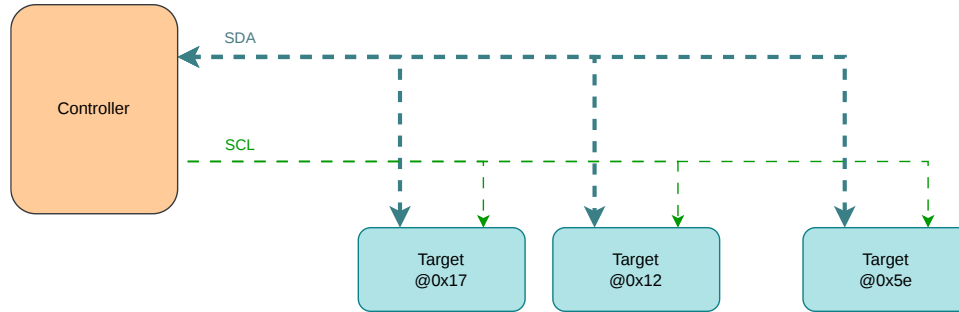 SDA
Controller
SCL
Target
@0x17
Target
@0x12
Target
@0x5e